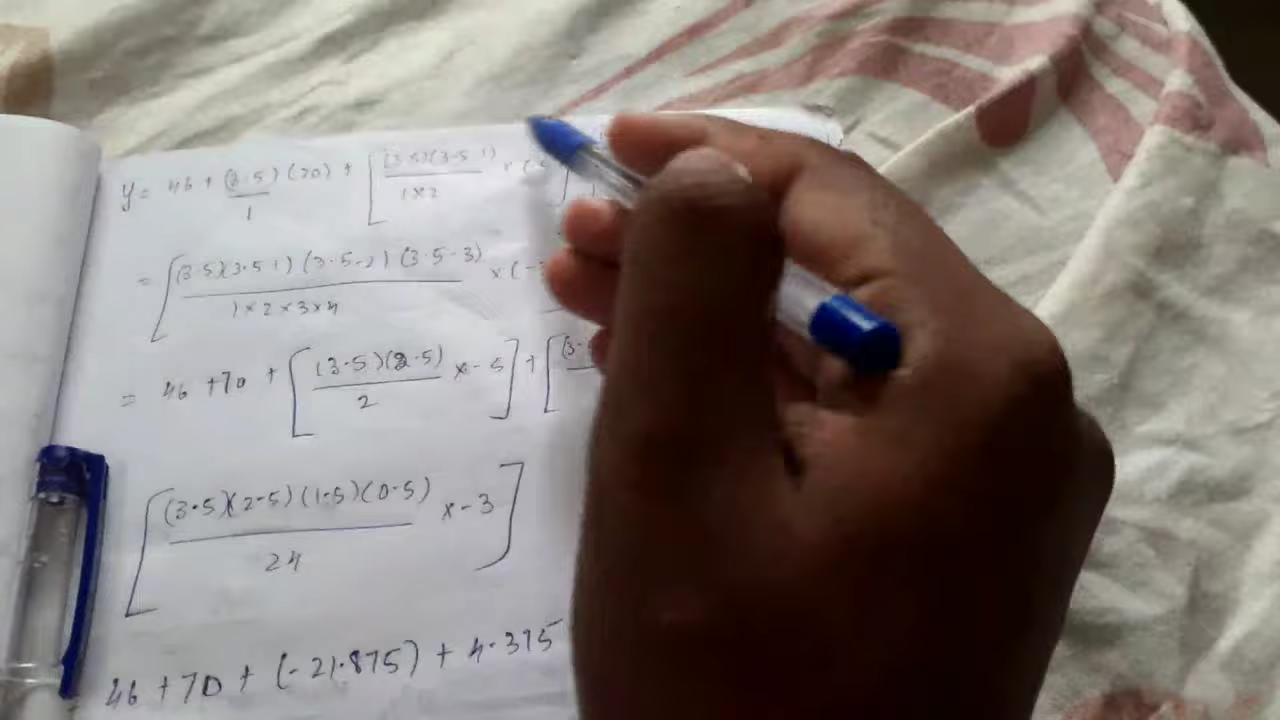 y = 46 + (3.5)/1 (20) + [ (3.5)(3.5-1)/1×2 × (-5 ]
= [ (3.5)(3.5-1)(3.5-2)(3.5-3)/1×2×3×4 × (-
= 46 + 70 + [ (3.5)(2.5)/2 × -5 ] + [ (3.
[ (3.5)(2.5)(1.5)(0.5)/24 × -3 ]
46 + 70 + (-21.875) + 4.375